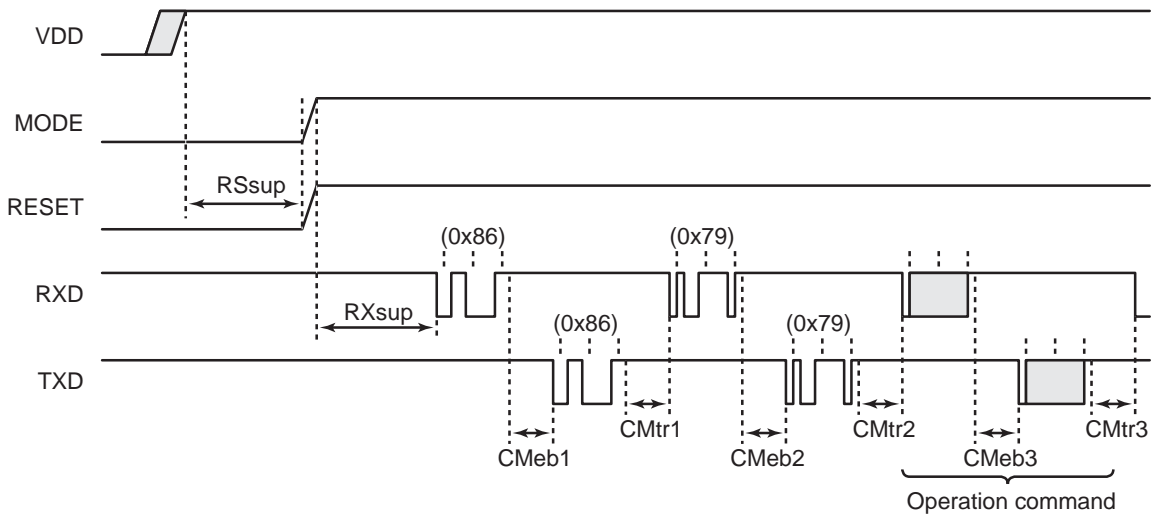 VDD
MODE
RSsup
RESET
(0x86)
(0x79)
RXD
RXsup
(0x86)
(0x79)
TXD
CMtr1
CMtr2
CMtr3
CMeb1
CMeb2
CMeb3
Operation command